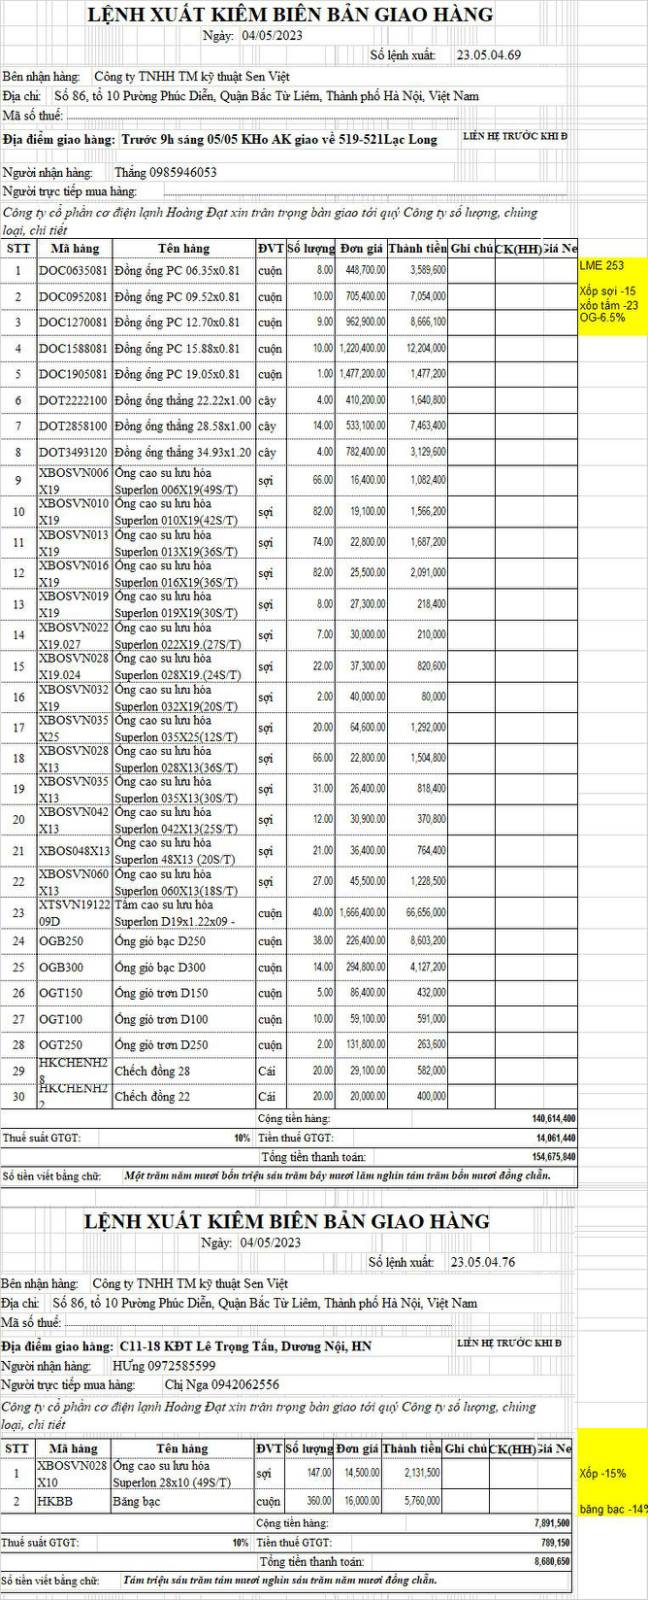 LỆNH XUẤT KIÊM BIÊN BẢN GIAO HÀNG
Ngày: 04/05/2023
Số lệnh xuất: 23.05.04.69
Bên nhận hàng: Công ty TNHH TM kỹ thuật Sen Việt
Địa chỉ: Số 86, tổ 10 Pường Phúc Diễn, Quận Bắc Từ Liêm, Thành phố Hà Nội, Việt Nam
Mã số thuế:
Địa điểm giao hàng: Trước 9h sáng 05/05 KHo AK giao về 519-521Lạc Long LIÊN HỆ TRƯỚC KHI Đ
Người nhận hàng: Thắng 0985946053
Người trực tiếp mua hàng:
Công ty cổ phần cơ điện lạnh Hoàng Đạt xin trân trọng bàn giao tới quý Công ty số lượng, chủng
loại, chi tiết
STT Mã hàng Tên hàng ĐVT Số lượng Đơn giá Thành tiền Ghi chú CK(HH) Giá Ne
1 DOC0635081 Đồng ống PC 06.35x0.81 cuộn 8.00 448,700.00 3,589,600 LME 253
2 DOC0952081 Đồng ống PC 09.52x0.81 cuộn 10.00 705,400.00 7,054,000 Xốp sợi -15
xốp tấm -23
3 DOC1270081 Đồng ống PC 12.70x0.81 cuộn 9.00 962,900.00 8,666,100 OG-6.5%
4 DOC1588081 Đồng ống PC 15.88x0.81 cuộn 10.00 1,220,400.00 12,204,000
5 DOC1905081 Đồng ống PC 19.05x0.81 cuộn 1.00 1,477,200.00 1,477,200
6 DOT2222100 Đồng ống thẳng 22.22x1.00 cây 4.00 410,200.00 1,640,800
7 DOT2858100 Đồng ống thẳng 28.58x1.00 cây 14.00 533,100.00 7,463,400
8 DOT3493120 Đồng ống thẳng 34.93x1.20 cây 4.00 782,400.00 3,129,600
9 XBOSVN006 X19 Ống cao su lưu hóa Superlon 006X19(49S/T) sợi 66.00 16,400.00 1,082,400
10 XBOSVN010 X19 Ống cao su lưu hóa Superlon 010X19(42S/T) sợi 82.00 19,100.00 1,566,200
11 XBOSVN013 X19 Ống cao su lưu hóa Superlon 013X19(36S/T) sợi 74.00 22,800.00 1,687,200
12 XBOSVN016 X19 Ống cao su lưu hóa Superlon 016X19(36S/T) sợi 82.00 25,500.00 2,091,000
13 XBOSVN019 X19 Ống cao su lưu hóa Superlon 019X19(30S/T) sợi 8.00 27,300.00 218,400
14 XBOSVN022 X19.027 Ống cao su lưu hóa Superlon 022X19.(27S/T) sợi 7.00 30,000.00 210,000
15 XBOSVN028 X19.024 Ống cao su lưu hóa Superlon 028X19.(24S/T) sợi 22.00 37,300.00 820,600
16 XBOSVN032 X19 Ống cao su lưu hóa Superlon 032X19(20S/T) sợi 2.00 40,000.00 80,000
17 XBOSVN035 X25 Ống cao su lưu hóa Superlon 035X25(12S/T) sợi 20.00 64,600.00 1,292,000
18 XBOSVN028 X13 Ống cao su lưu hóa Superlon 028X13(36S/T) sợi 66.00 22,800.00 1,504,800
19 XBOSVN035 X13 Ống cao su lưu hóa Superlon 035X13(30S/T) sợi 31.00 26,400.00 818,400
20 XBOSVN042 X13 Ống cao su lưu hóa Superlon 042X13(25S/T) sợi 12.00 30,900.00 370,800
21 XBOS048X13 Ống cao su lưu hóa Superlon 48X13 (20S/T) sợi 21.00 36,400.00 764,400
22 XBOSVN060 X13 Ống cao su lưu hóa Superlon 060X13(18S/T) sợi 27.00 45,500.00 1,228,500
23 XTSVN19122 09D Tấm cao su lưu hóa Superlon D19x1.22x09 - cuộn 40.00 1,666,400.00 66,656,000
24 OGB250 Ống gió bạc D250 cuộn 38.00 226,400.00 8,603,200
25 OGB300 Ống gió bạc D300 cuộn 14.00 294,800.00 4,127,200
26 OGT150 Ống gió trơn D150 cuộn 5.00 86,400.00 432,000
27 OGT100 Ống gió trơn D100 cuộn 10.00 59,100.00 591,000
28 OGT250 Ống gió trơn D250 cuộn 2.00 131,800.00 263,600
29 HKCHENH2 8 Chếch đồng 28 Cái 20.00 29,100.00 582,000
30 HKCHENH2 2 Chếch đồng 22 Cái 20.00 20,000.00 400,000
Cộng tiền hàng: 140,614,400
Thuế suất GTGT: 10% Tiền thuế GTGT: 14,061,440
Tổng tiền thanh toán: 154,675,840
Số tiền viết bằng chữ: Một trăm năm mươi bốn triệu sáu trăm bảy mươi lăm nghìn tám trăm bốn mươi đồng chẵn.
LỆNH XUẤT KIÊM BIÊN BẢN GIAO HÀNG
Ngày: 04/05/2023
Số lệnh xuất: 23.05.04.76
Bên nhận hàng: Công ty TNHH TM kỹ thuật Sen Việt
Địa chỉ: Số 86, tổ 10 Pường Phúc Diễn, Quận Bắc Từ Liêm, Thành phố Hà Nội, Việt Nam
Mã số thuế:
Địa điểm giao hàng: C11-18 KĐT Lê Trọng Tấn, Dương Nội, HN LIÊN HỆ TRƯỚC KHI Đ
Người nhận hàng: HƯng 0972585599
Người trực tiếp mua hàng: Chị Nga 0942062556
Công ty cổ phần cơ điện lạnh Hoàng Đạt xin trân trọng bàn giao tới quý Công ty số lượng, chủng
loại, chi tiết
STT Mã hàng Tên hàng ĐVT Số lượng Đơn giá Thành tiền Ghi chú CK(HH) Giá Ne
1 XBOSVN028 X10 Ống cao su lưu hóa Superlon 28x10 (49S/T) sợi 147.00 14,500.00 2,131,500 Xốp -15%
2 HKBB Băng bạc cuộn 360.00 16,000.00 5,760,000 băng bạc -14%
Cộng tiền hàng: 7,891,500
Thuế suất GTGT: 10% Tiền thuế GTGT: 789,150
Tổng tiền thanh toán: 8,680,650
Số tiền viết bằng chữ: Tám triệu sáu trăm tám mươi nghìn sáu trăm năm mươi đồng chẵn.